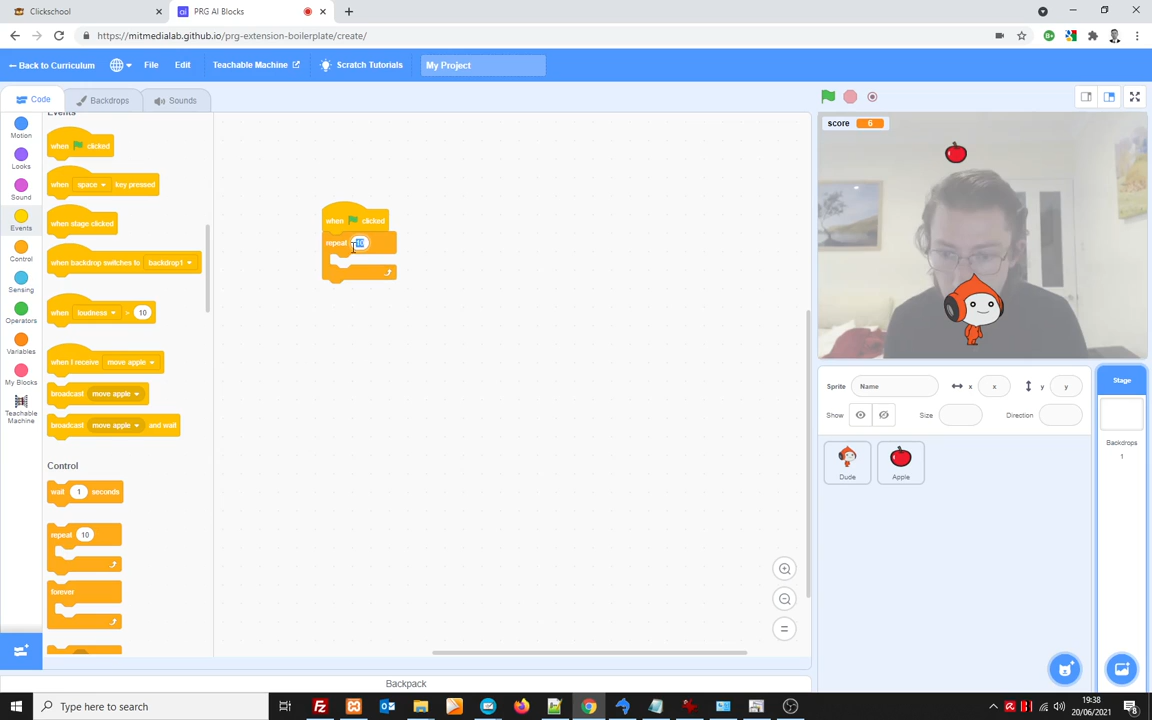 Clickschool
PRG AI Blocks
https://mitmedialab.github.io/prg-extension-boilerplate/create/
Back to Curriculum
File
Edit
Teachable Machine
Scratch Tutorials
My Project
Code
Backdrops
Sounds
Motion
Looks
Sound
Events
Control
Sensing
Operators
Variables
My Blocks
Teachable
Machine
Events
when clicked
when space key pressed
when stage clicked
when backdrop switches to backdrop1
when loudness > 10
when I receive move apple
broadcast move apple
broadcast move apple and wait
Control
wait 1 seconds
repeat 10
forever
when clicked
repeat 10
score 6
Sprite Name x x y y
Show Size Direction
Dude
Apple
Stage
Backdrops
1
Backpack
Type here to search
19:38
20/06/2021
8